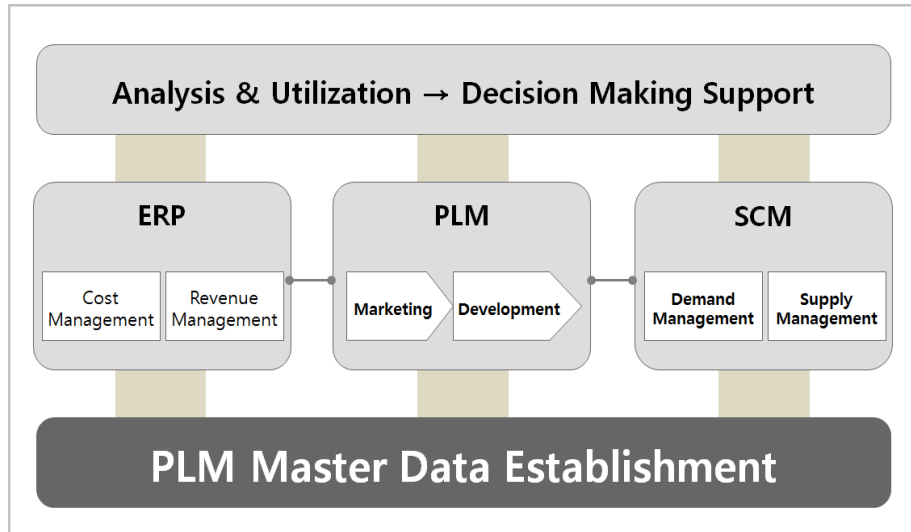 Analysis & Utilization → Decision Making Support
ERP
Cost
Management
Revenue
Management
PLM
Marketing
Development
SCM
Demand
Management
Supply
Management
PLM Master Data Establishment